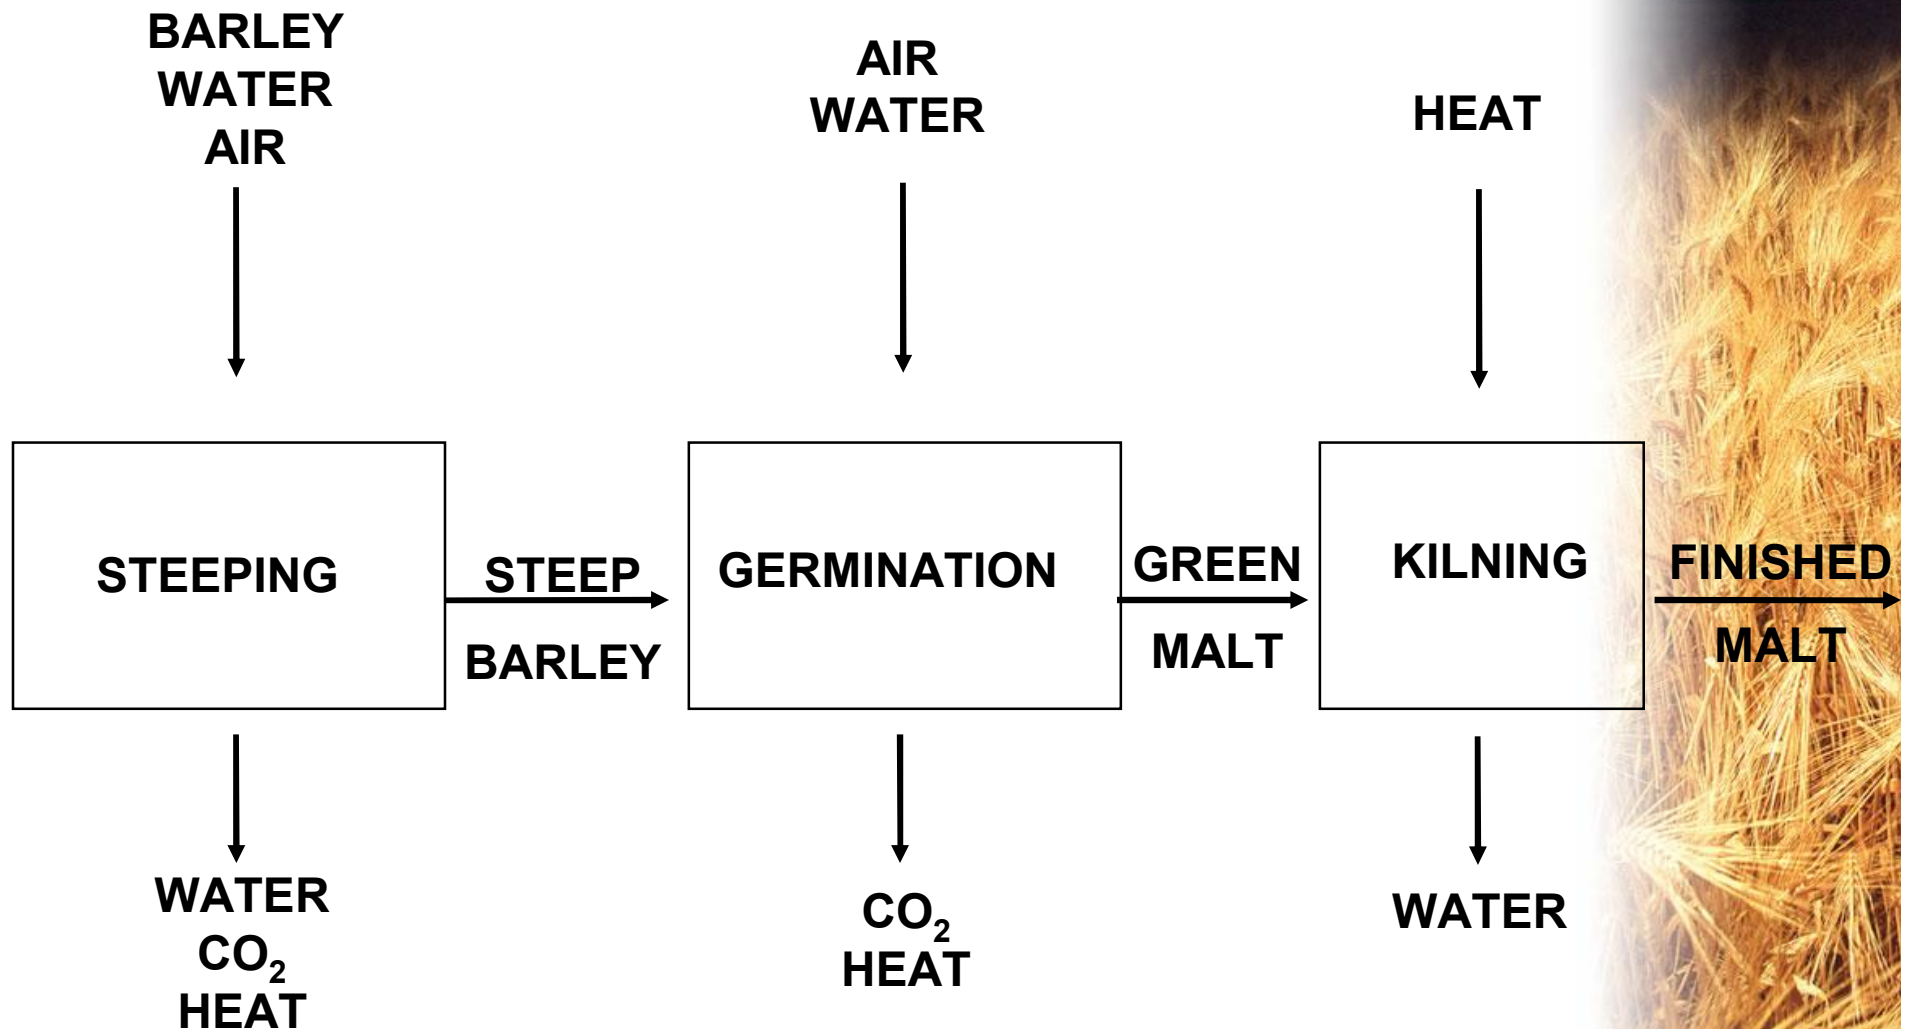 BARLEY
WATER
AIR
AIR
WATER
HEAT
STEEPING
STEEP
BARLEY
GERMINATION
GREEN
MALT
KILNING
FINISHED
MALT
WATER
CO₂
HEAT
CO₂
HEAT
WATER